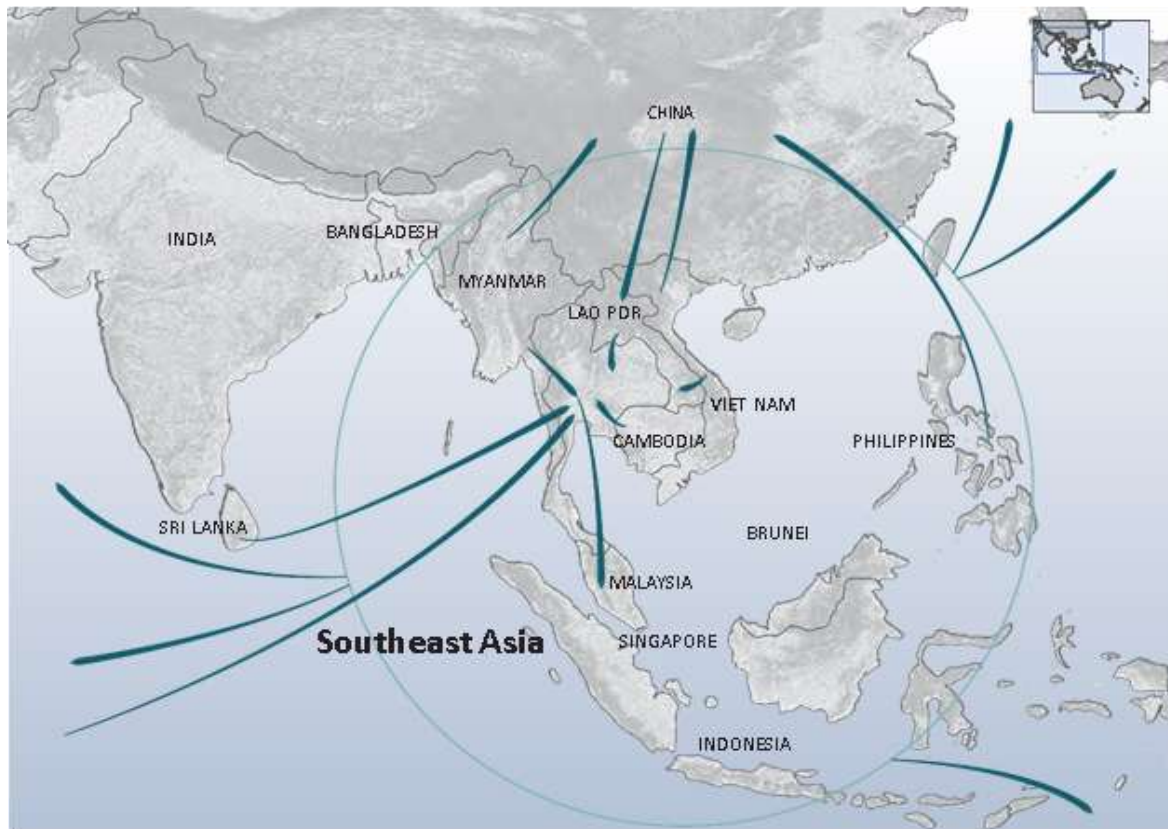 CHINA
INDIA
BANGLADESH
MYANMAR
LAO PDR
VIET NAM
CAMBODIA
PHILIPPINES
SRI LANKA
BRUNEI
MALAYSIA
Southeast Asia
SINGAPORE
INDONESIA